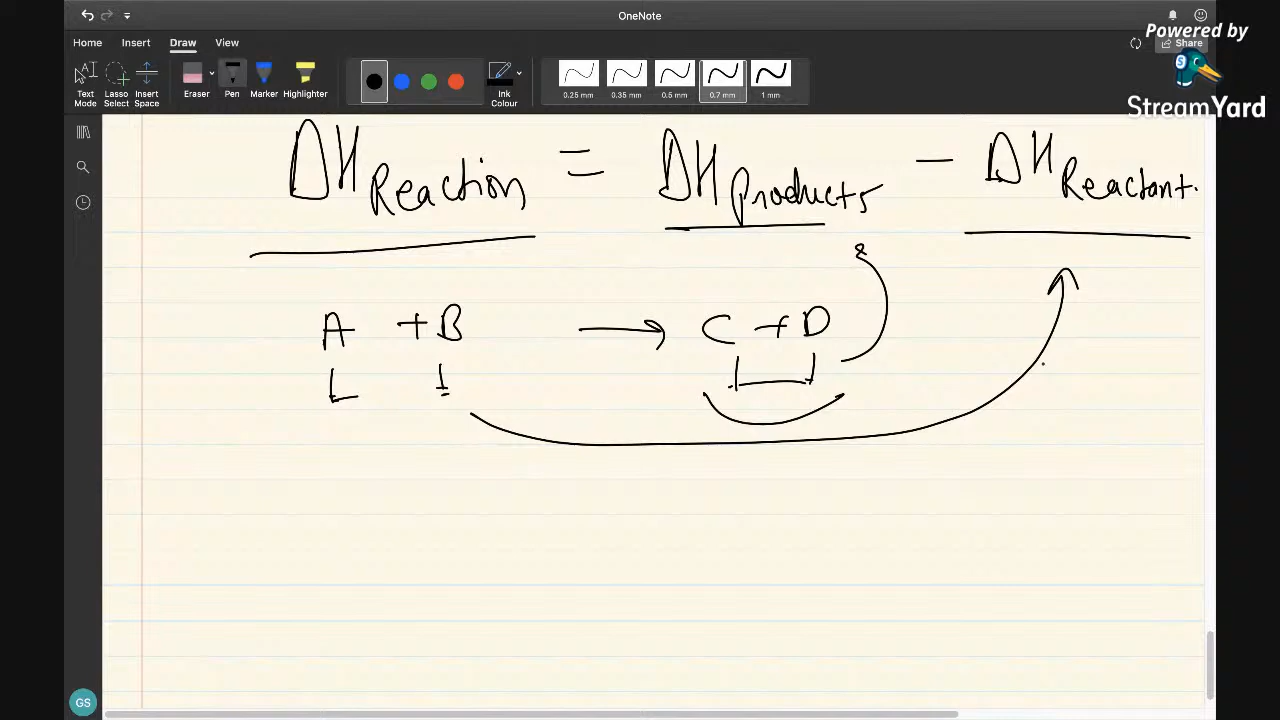 OneNote
Powered by
Home Insert Draw View
Share
StreamYard
Text Mode
Lasso Select
Insert Space
Eraser
Pen
Marker
Highlighter
Ink Colour
0.25 mm
0.35 mm
0.5 mm
0.7 mm
1 mm
ΔH Reaction = ΔH Products - ΔH Reactant.
A + B → C + D
GS